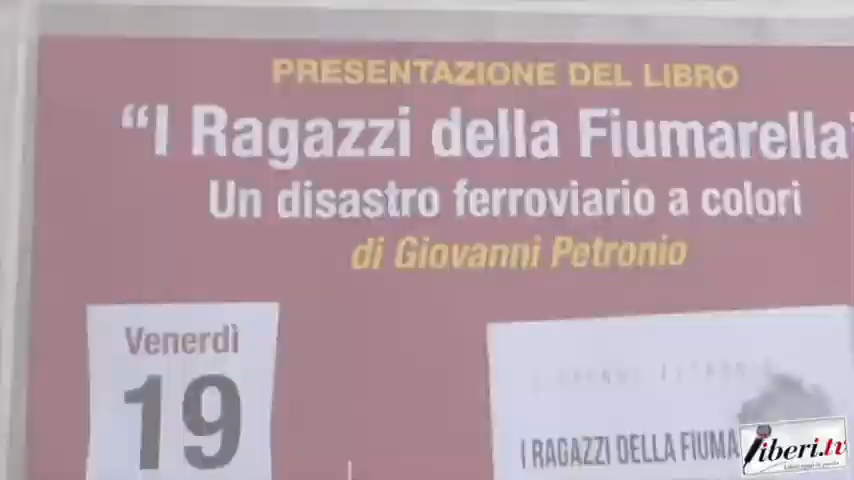 PRESENTAZIONE DEL LIBRO
“I Ragazzi della Fiumarella
Un disastro ferroviario a colori
di Giovanni Petronio
Venerdì
19
I RAGAZZI DELLA FIUMA
liberi.tv